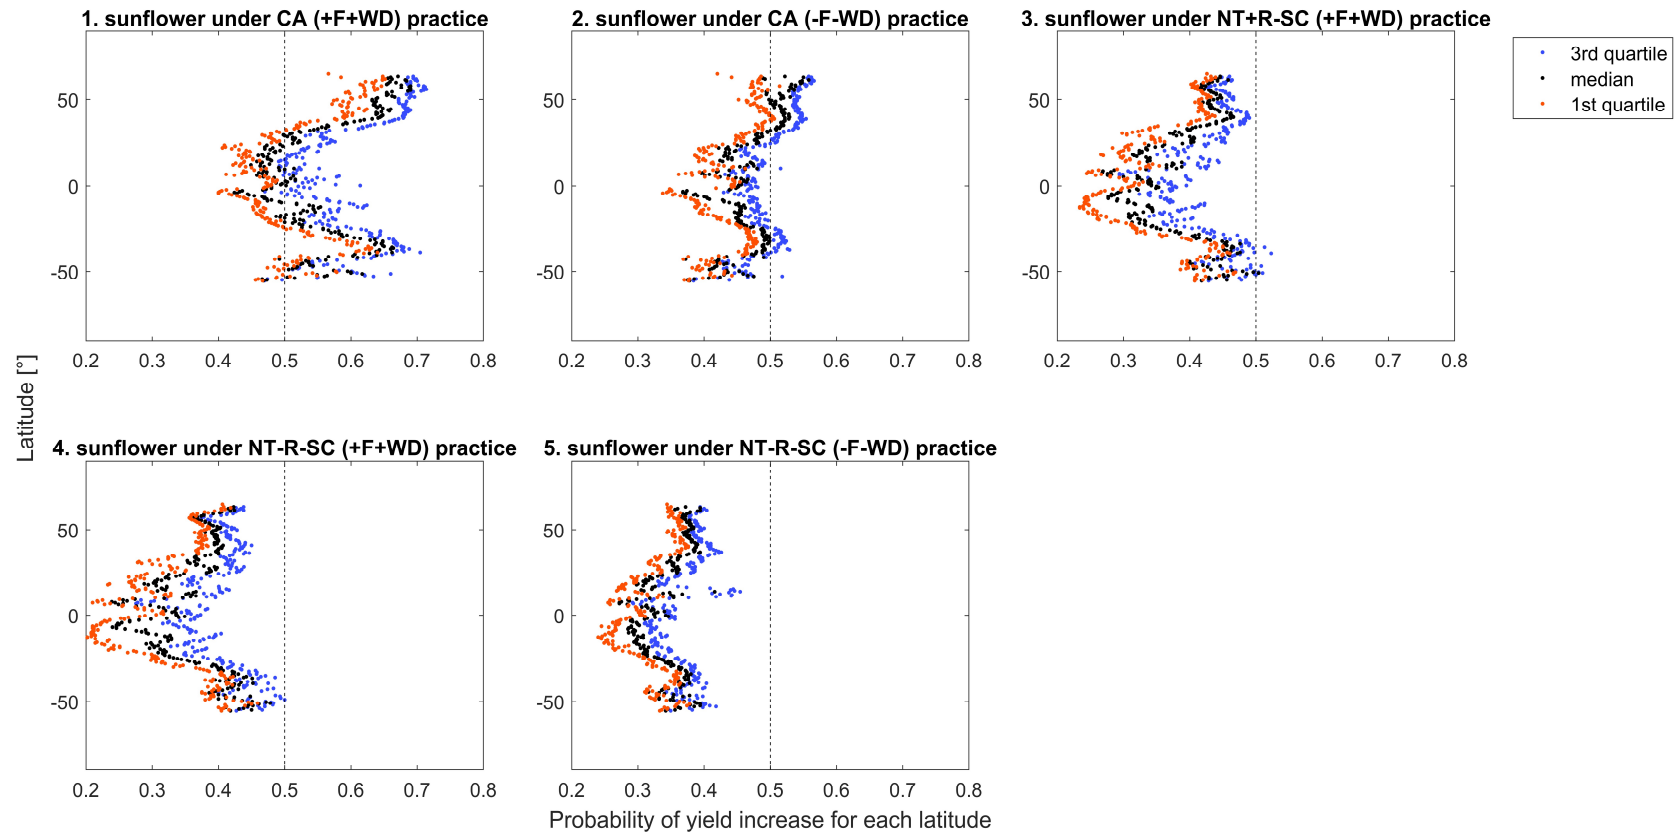 1. sunflower under CA (+F+WD) practice
2. sunflower under CA (-F-WD) practice
3. sunflower under NT+R-SC (+F+WD) practice
3rd quartile
median
1st quartile
50
0
-50
0.2 0.3 0.4 0.5 0.6 0.7 0.8
50
0
-50
0.2 0.3 0.4 0.5 0.6 0.7 0.8
50
0
-50
0.2 0.3 0.4 0.5 0.6 0.7 0.8
Latitude [°]
4. sunflower under NT-R-SC (+F+WD) practice
5. sunflower under NT-R-SC (-F-WD) practice
50
0
-50
0.2 0.3 0.4 0.5 0.6 0.7 0.8
50
0
-50
0.2 0.3 0.4 0.5 0.6 0.7 0.8
Probability of yield increase for each latitude